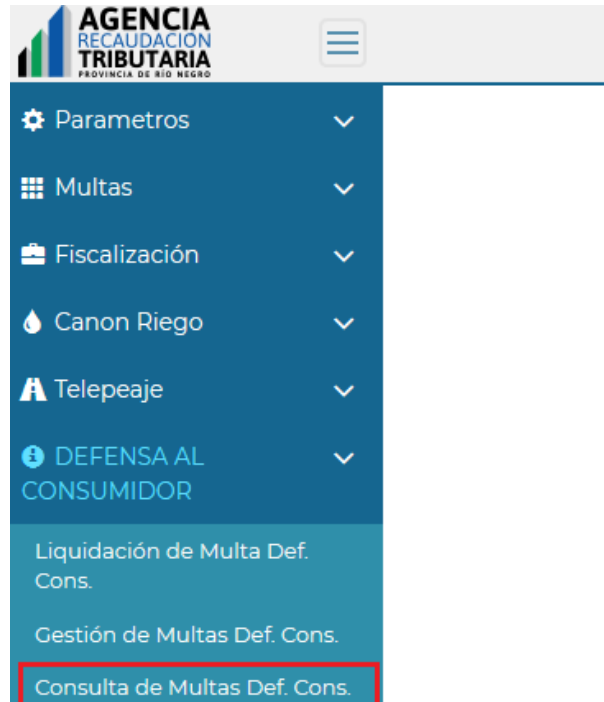 AGENCIA
RECAUDACIÓN
TRIBUTARIA
PROVINCIA DE RÍO NEGRO
Parametros
Multas
Fiscalización
Canon Riego
Telepeaje
DEFENSA AL
CONSUMIDOR
Liquidación de Multa Def.
Cons.
Gestión de Multas Def. Cons.
Consulta de Multas Def. Cons.